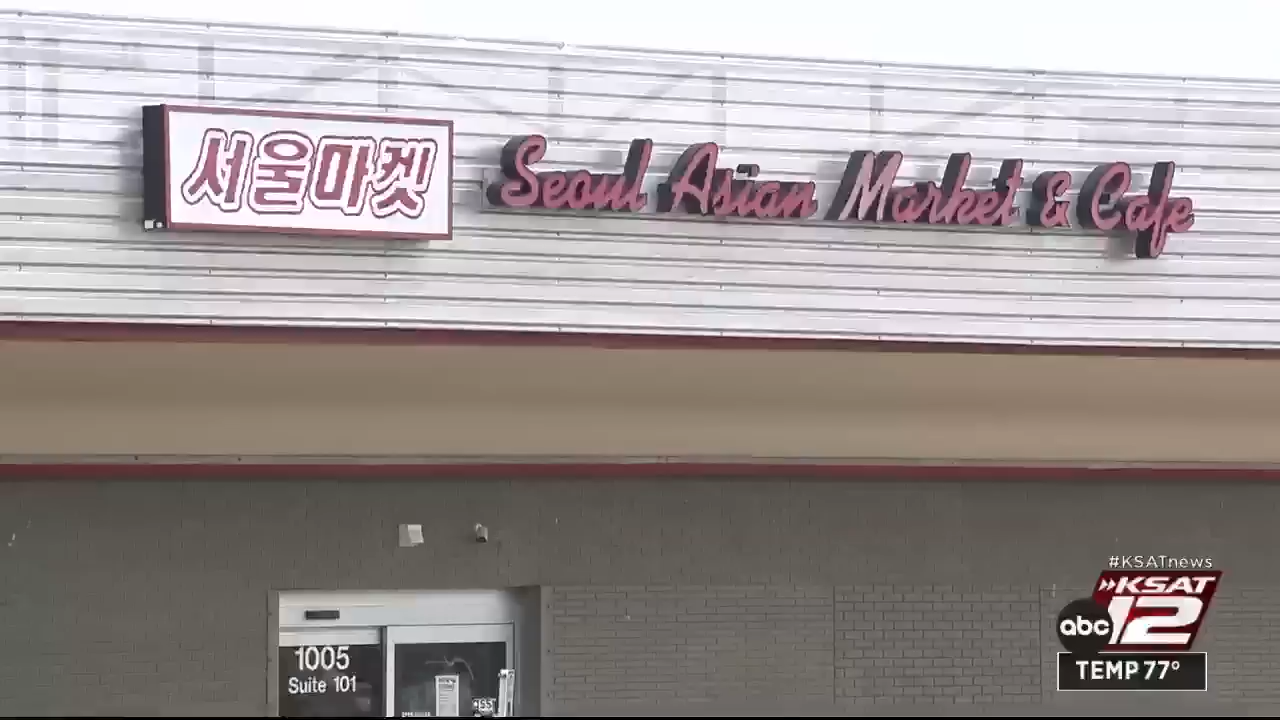 서울마켓
Seoul Asian Market & Cafe
1005
Suite 101
#KSATnews
KSAT
12
abc
TEMP 77°